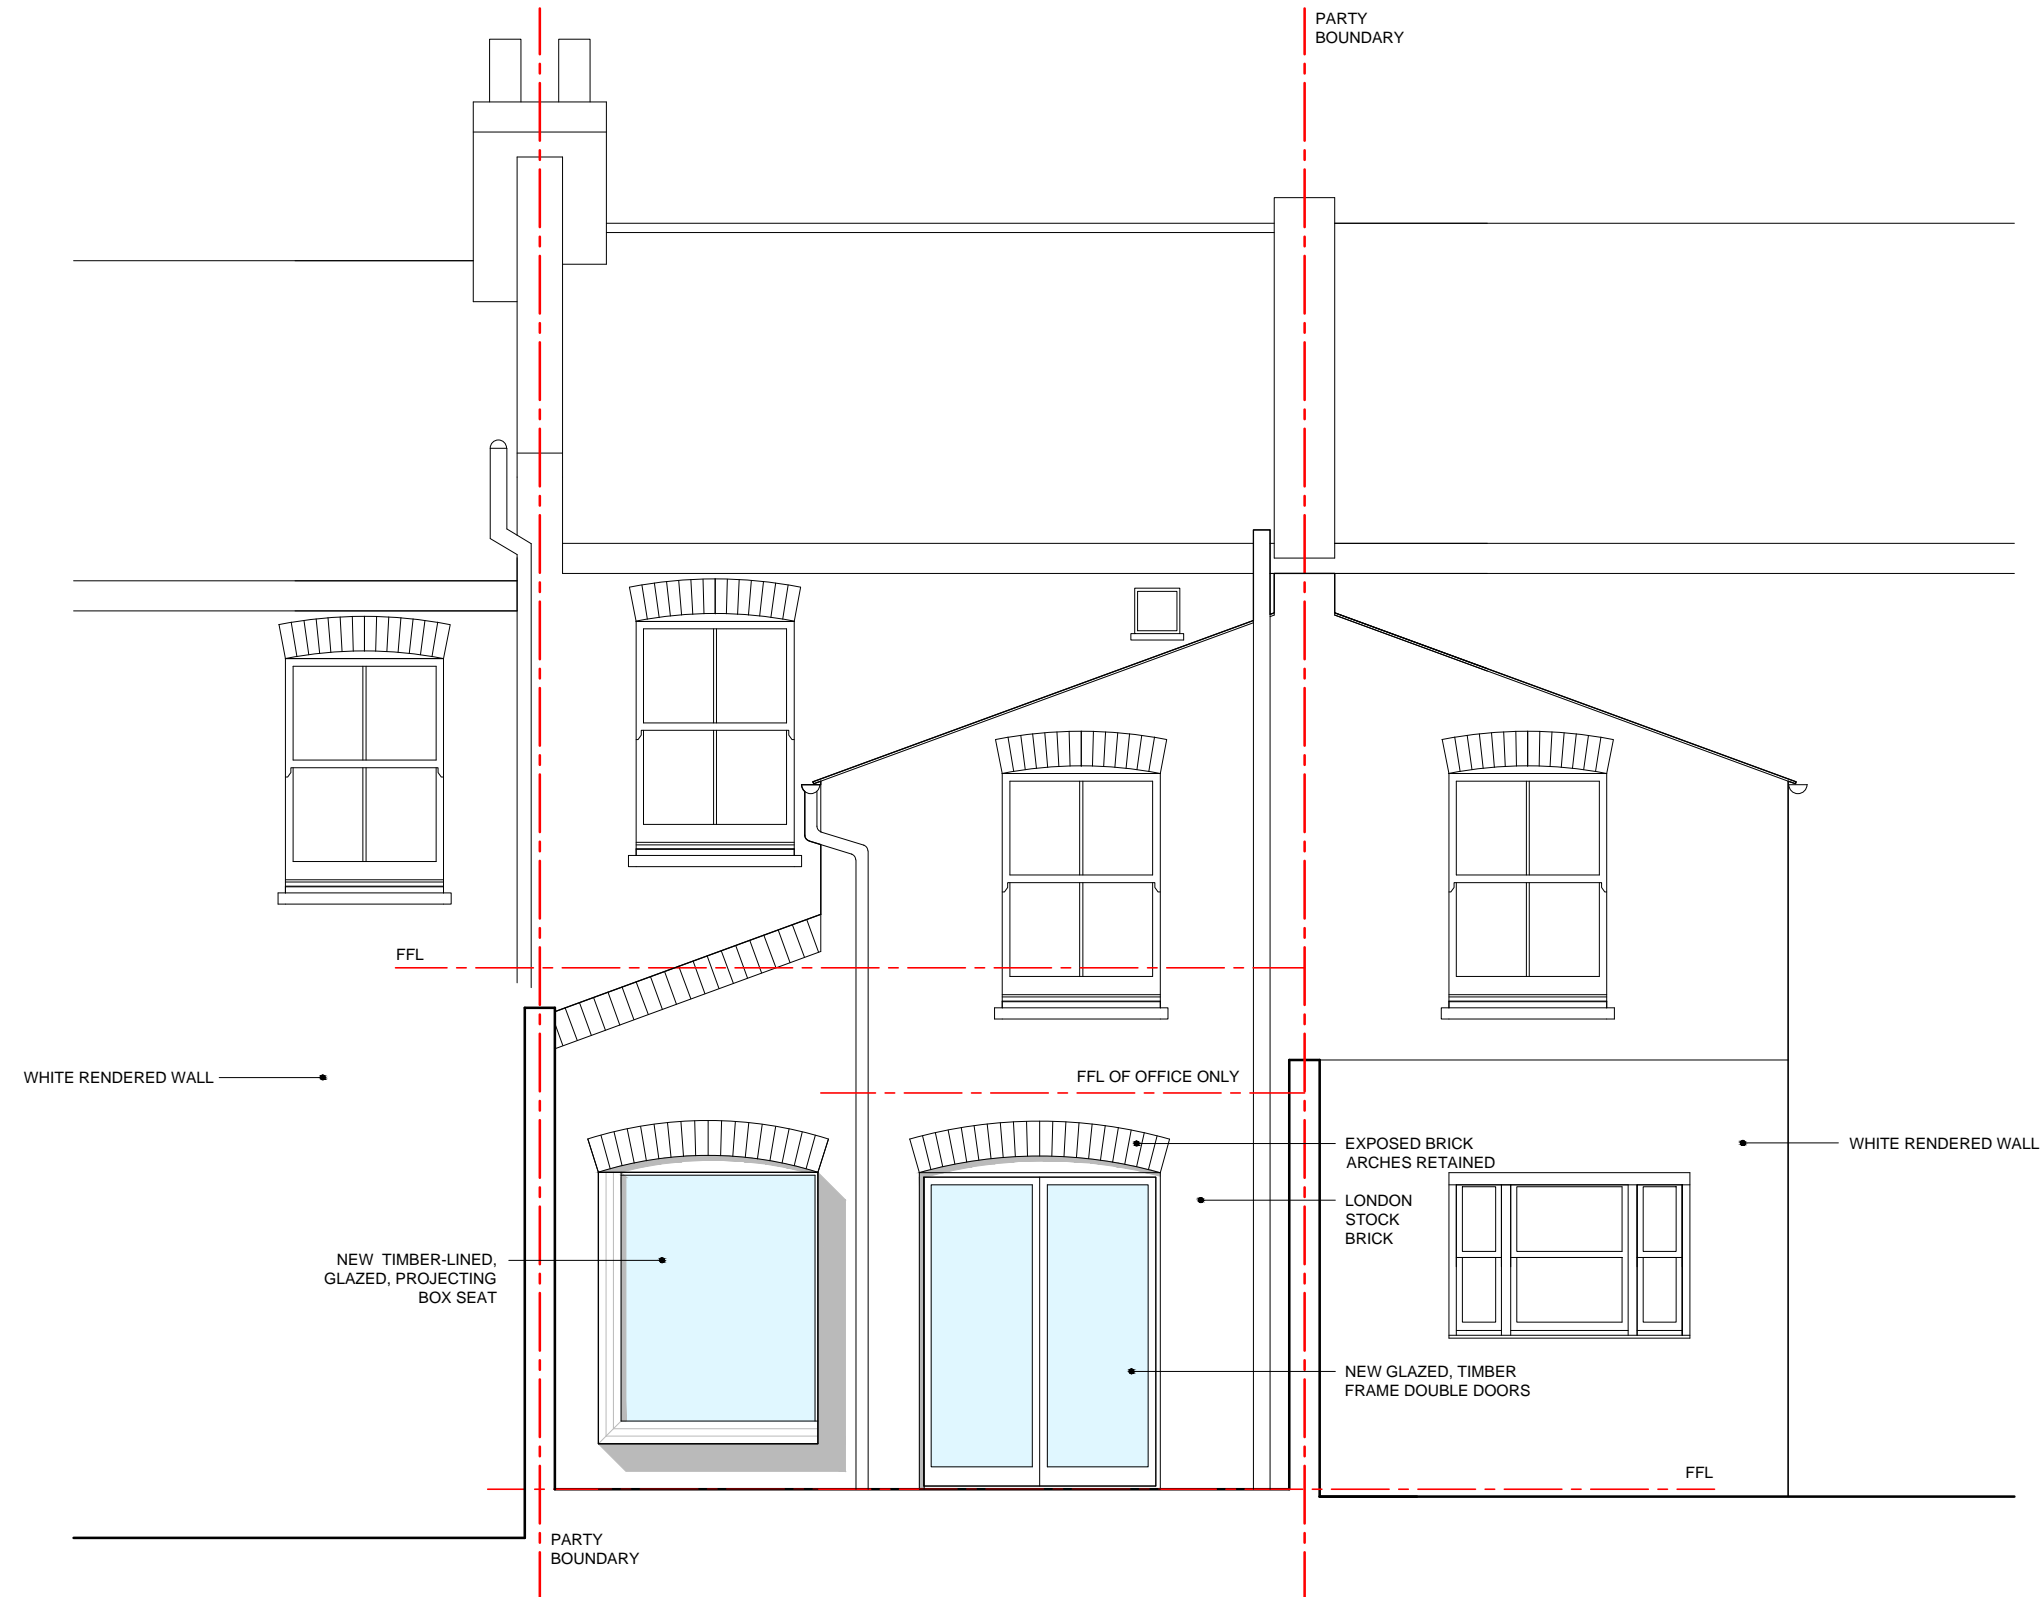 PARTY
BOUNDARY
FFL
WHITE RENDERED WALL
FFL OF OFFICE ONLY
EXPOSED BRICK
ARCHES RETAINED
WHITE RENDERED WALL
LONDON
STOCK
BRICK
NEW TIMBER-LINED,
GLAZED, PROJECTING
BOX SEAT
NEW GLAZED, TIMBER
FRAME DOUBLE DOORS
FFL
PARTY
BOUNDARY